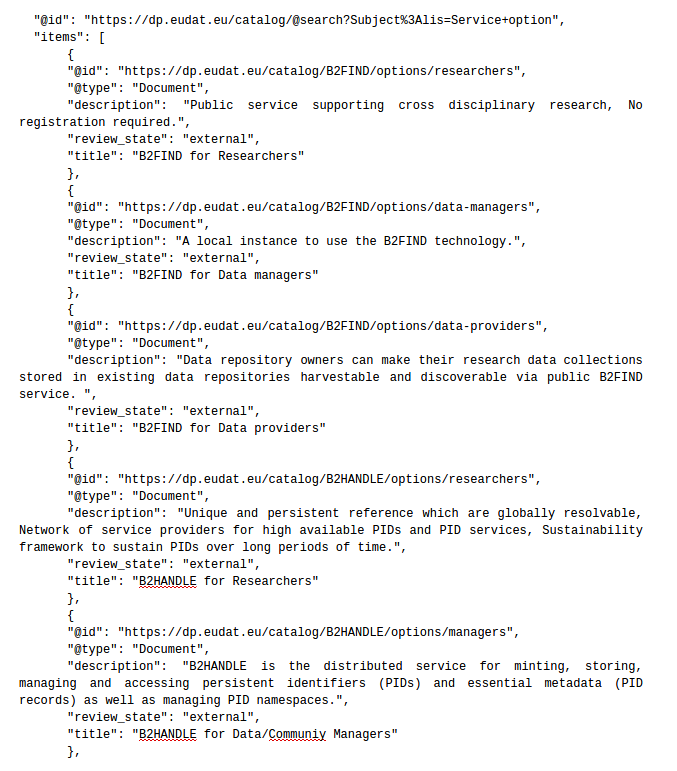 "@id": "https://dp.eudat.eu/catalog/@search?Subject%3Alis=Service+option",
"items": [
{
"@id": "https://dp.eudat.eu/catalog/B2FIND/options/researchers",
"@type": "Document",
"description": "Public service supporting cross disciplinary research, No
registration required.",
"review_state": "external",
"title": "B2FIND for Researchers"
},
{
"@id": "https://dp.eudat.eu/catalog/B2FIND/options/data-managers",
"@type": "Document",
"description": "A local instance to use the B2FIND technology.",
"review_state": "external",
"title": "B2FIND for Data managers"
},
{
"@id": "https://dp.eudat.eu/catalog/B2FIND/options/data-providers",
"@type": "Document",
"description": "Data repository owners can make their research data collections
stored in existing data repositories harvestable and discoverable via public B2FIND
service. ",
"review_state": "external",
"title": "B2FIND for Data providers"
},
{
"@id": "https://dp.eudat.eu/catalog/B2HANDLE/options/researchers",
"@type": "Document",
"description": "Unique and persistent reference which are globally resolvable,
Network of service providers for high available PIDs and PID services, Sustainability
framework to sustain PIDs over long periods of time.",
"review_state": "external",
"title": "B2HANDLE for Researchers"
},
{
"@id": "https://dp.eudat.eu/catalog/B2HANDLE/options/managers",
"@type": "Document",
"description": "B2HANDLE is the distributed service for minting, storing,
managing and accessing persistent identifiers (PIDs) and essential metadata (PID
records) as well as managing PID namespaces.",
"review_state": "external",
"title": "B2HANDLE for Data/Communiy Managers"
},